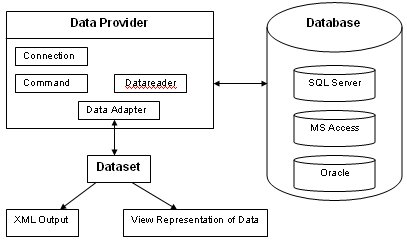 Data Provider
Connection
Command
Datareader
Data Adapter
Database
SQL Server
MS Access
Oracle
Dataset
XML Output
View Representation of Data